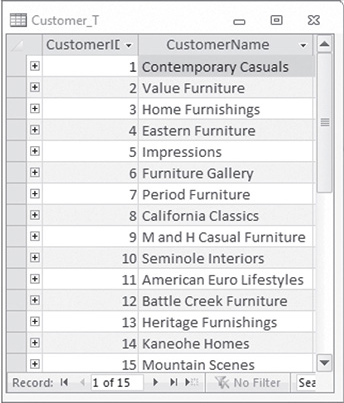 Customer_T
CustomerID CustomerName
1 Contemporary Casuals
2 Value Furniture
3 Home Furnishings
4 Eastern Furniture
5 Impressions
6 Furniture Gallery
7 Period Furniture
8 California Classics
9 M and H Casual Furniture
10 Seminole Interiors
11 American Euro Lifestyles
12 Battle Creek Furniture
13 Heritage Furnishings
14 Kaneohe Homes
15 Mountain Scenes
Record: 1 of 15 No Filter Sea